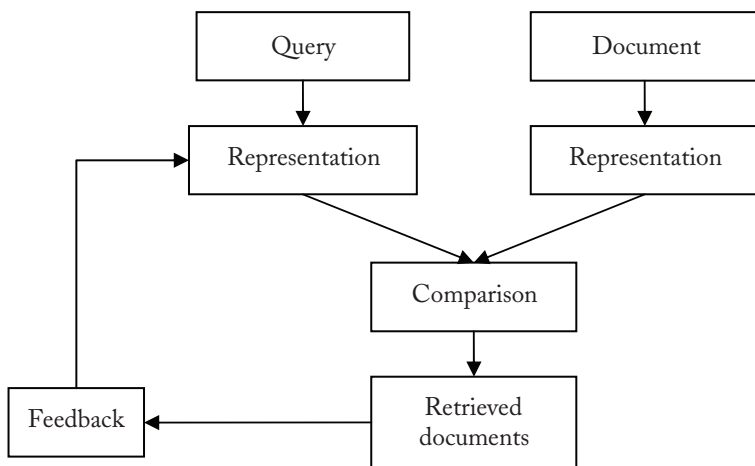 Query
Document
Representation
Representation
Comparison
Feedback
Retrieved
documents